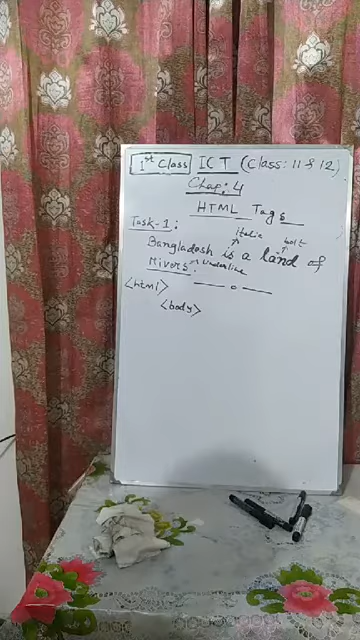 1st Class ICT (Class: 11 & 12)
Chap: 4
HTML Tags
Task-1:
italic bolt
Bangladesh is a land of
Rivers. → underline
<html>
<body>